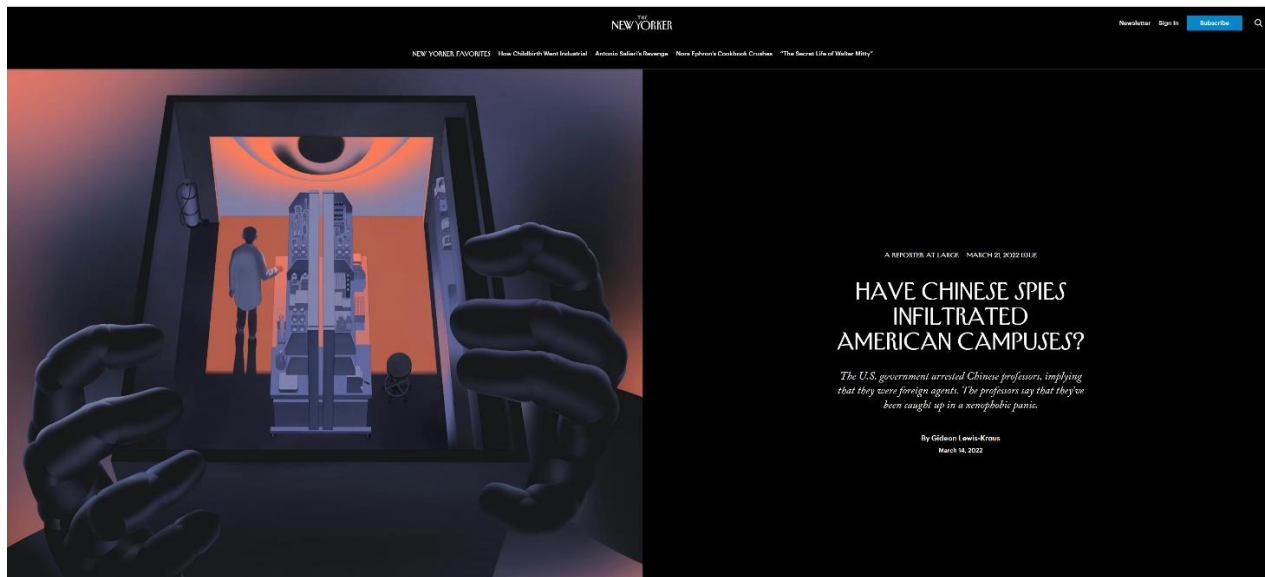 THE
NEW YORKER
Newsletter Sign In Subscribe
NEW YORKER FAVORITES How Childbirth Went Industrial Antonio Salieri's Revenge Nora Ephron's Cookbook Crushes "The Secret Life of Walter Mitty"
A REPORTER AT LARGE MARCH 21, 2022 ISSUE
HAVE CHINESE SPIES
INFILTRATED
AMERICAN CAMPUSES?
The U.S. government arrested Chinese professors, implying
that they were foreign agents. The professors say that they've
been caught up in a xenophobic panic.
By Gideon Lewis-Kraus
March 14, 2022